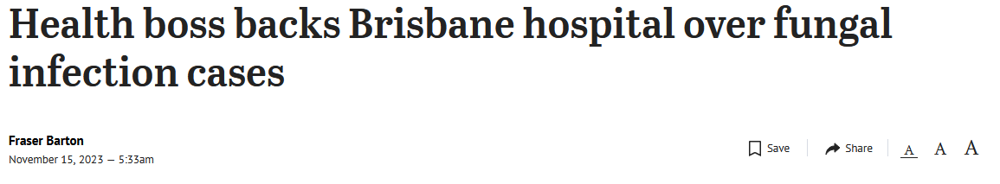 Health boss backs Brisbane hospital over fungal
infection cases
Fraser Barton
November 15, 2023 — 5:33am
Save
Share
A
A
A